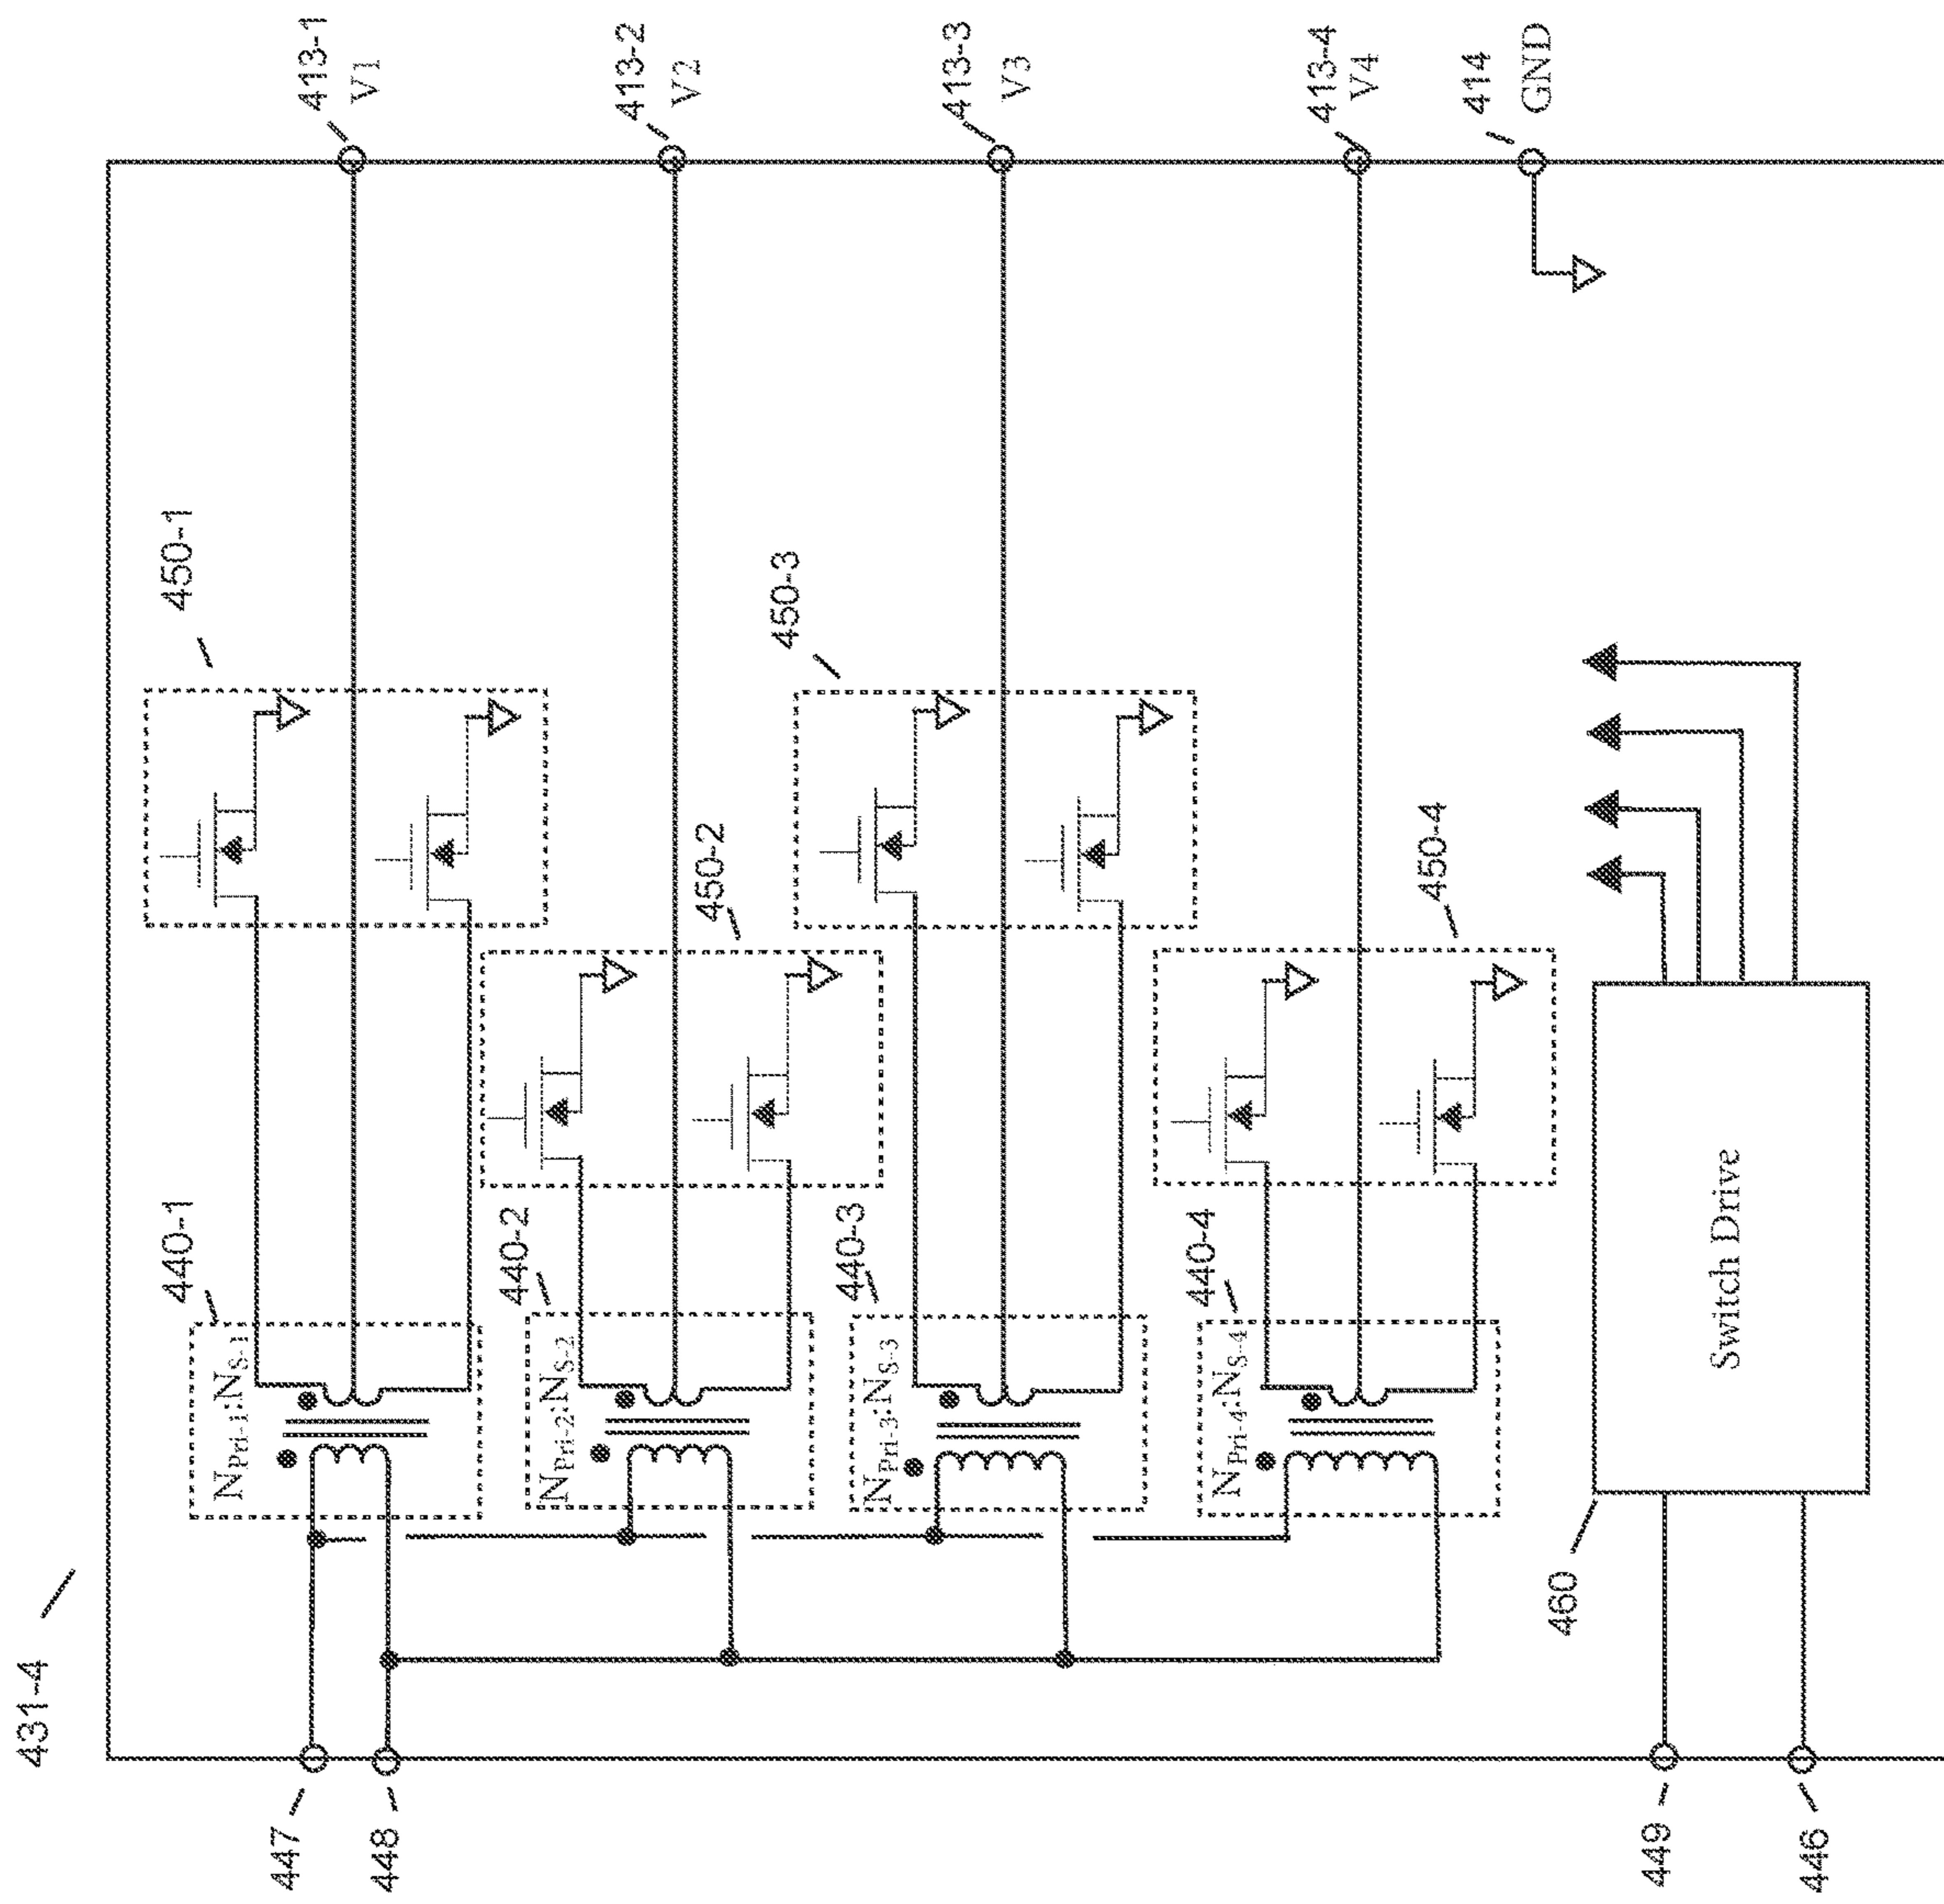 431-4
413-1
V1
413-2
V2
413-3
V3
413-4
V4
414
GND
450-1
450-2
450-3
450-4
440-1
440-2
440-3
440-4
NPri-1:NS-1
NPri-2:NS-2
NPri-3:NS-3
NPri-4:NS-4
Switch Drive
460
447
448
449
446